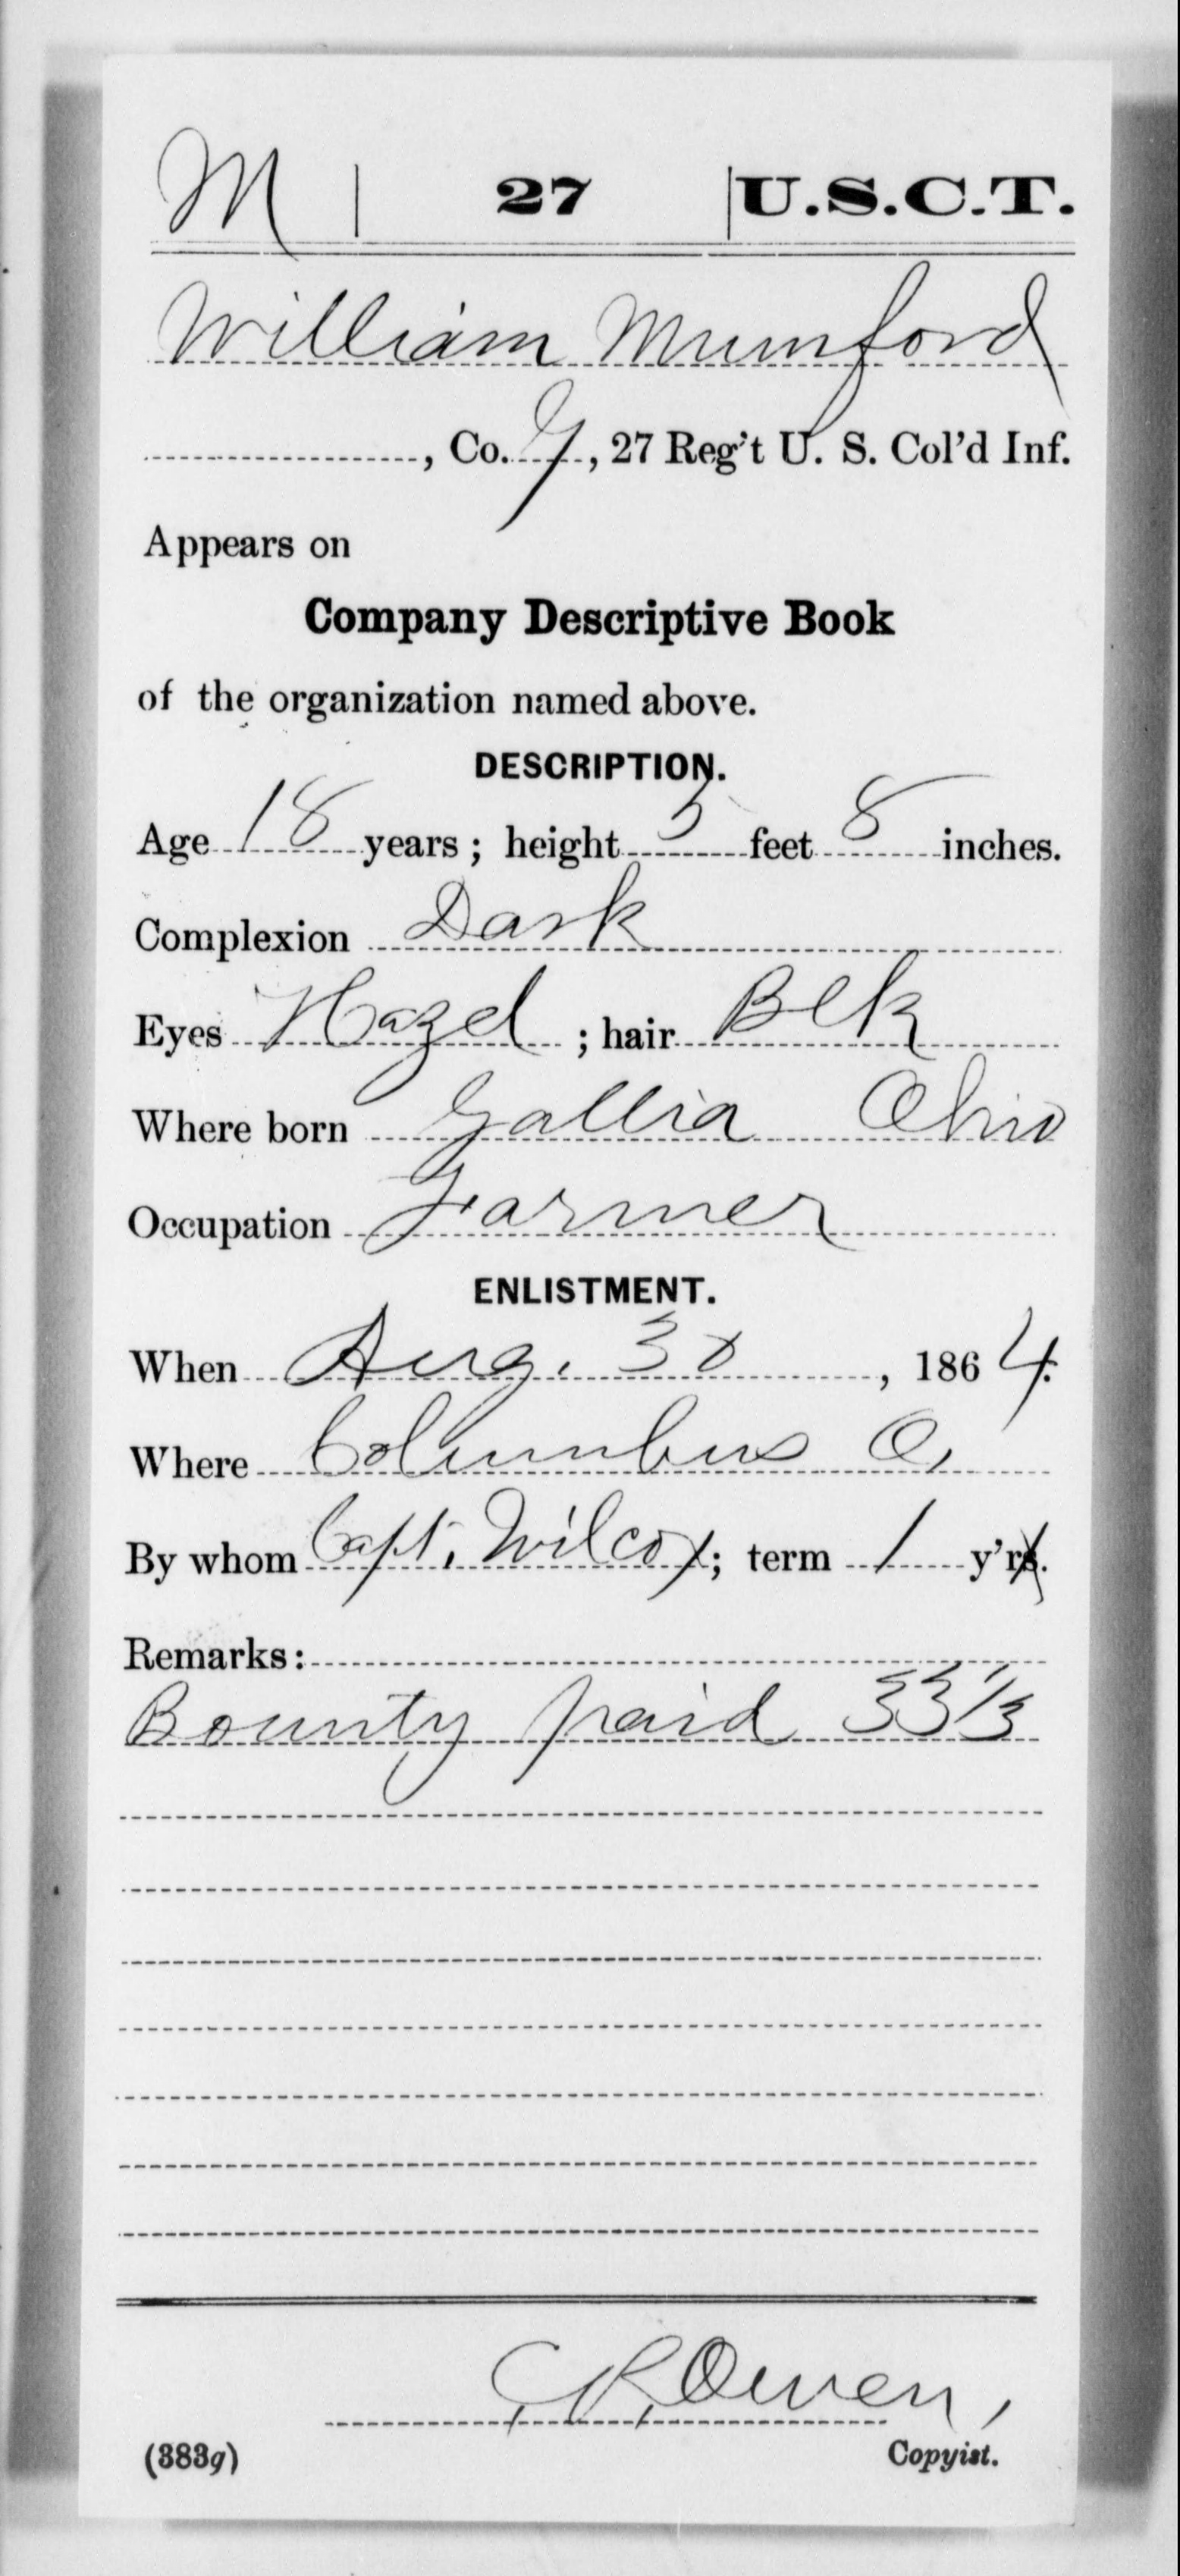 M | 27 | U.S.C.T.
William Mumford
, Co. G, 27 Reg't U. S. Col'd Inf.
Appears on
Company Descriptive Book
of the organization named above.
DESCRIPTION.
Age 18 years; height 5 feet 8 inches.
Complexion Dark
Eyes Hazel; hair Blk
Where born Gallia Ohio
Occupation Farmer
ENLISTMENT.
When Aug. 30, 1864.
Where Columbus O,
By whom Capt. Wilcox; term 1 y'rs.
Remarks:
Bounty paid 33 1/3
C R Owen,
(383g) Copyist.